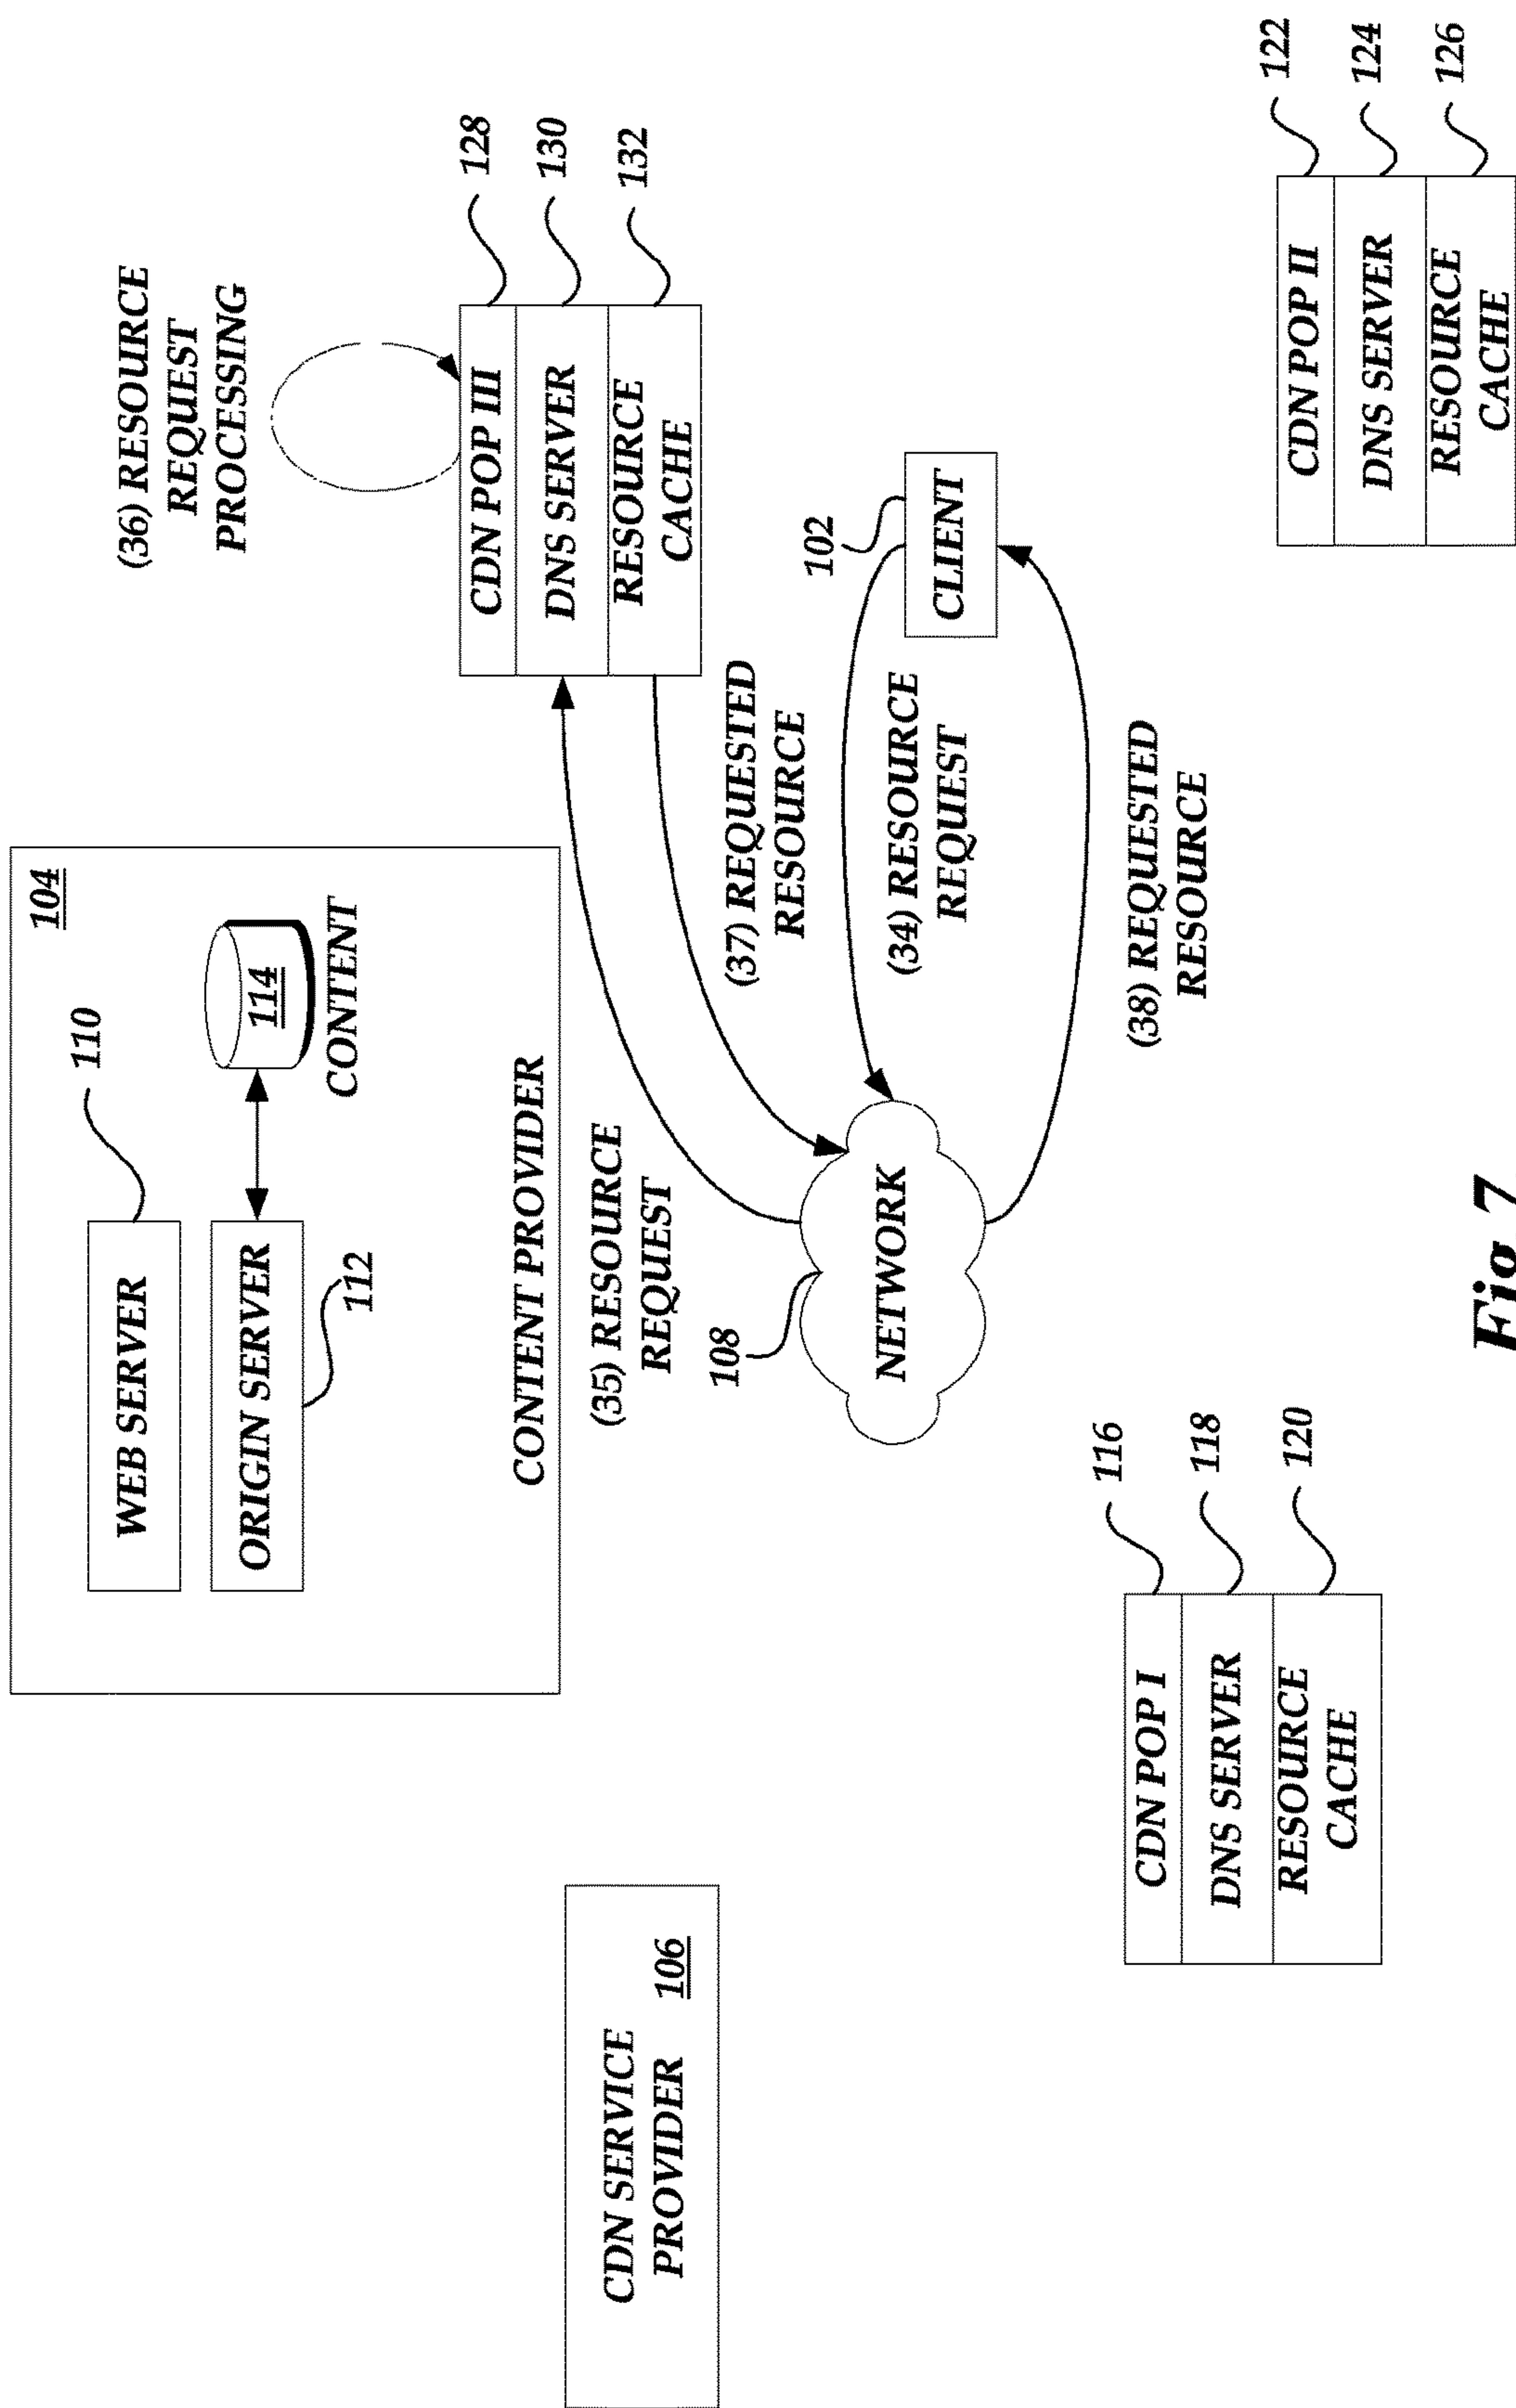 104
110
WEB SERVER
ORIGIN SERVER
112
114
CONTENT
CONTENT PROVIDER
CDN SERVICE
PROVIDER
106
(36) RESOURCE
REQUEST
PROCESSING
CDN POP III
DNS SERVER
RESOURCE
CACHE
128
130
132
(35) RESOURCE
REQUEST
(37) REQUESTED
RESOURCE
108
NETWORK
(34) RESOURCE
REQUEST
102
CLIENT
(38) REQUESTED
RESOURCE
CDN POP I
DNS SERVER
RESOURCE
CACHE
116
118
120
CDN POP II
DNS SERVER
RESOURCE
CACHE
122
124
126
Fig.7.